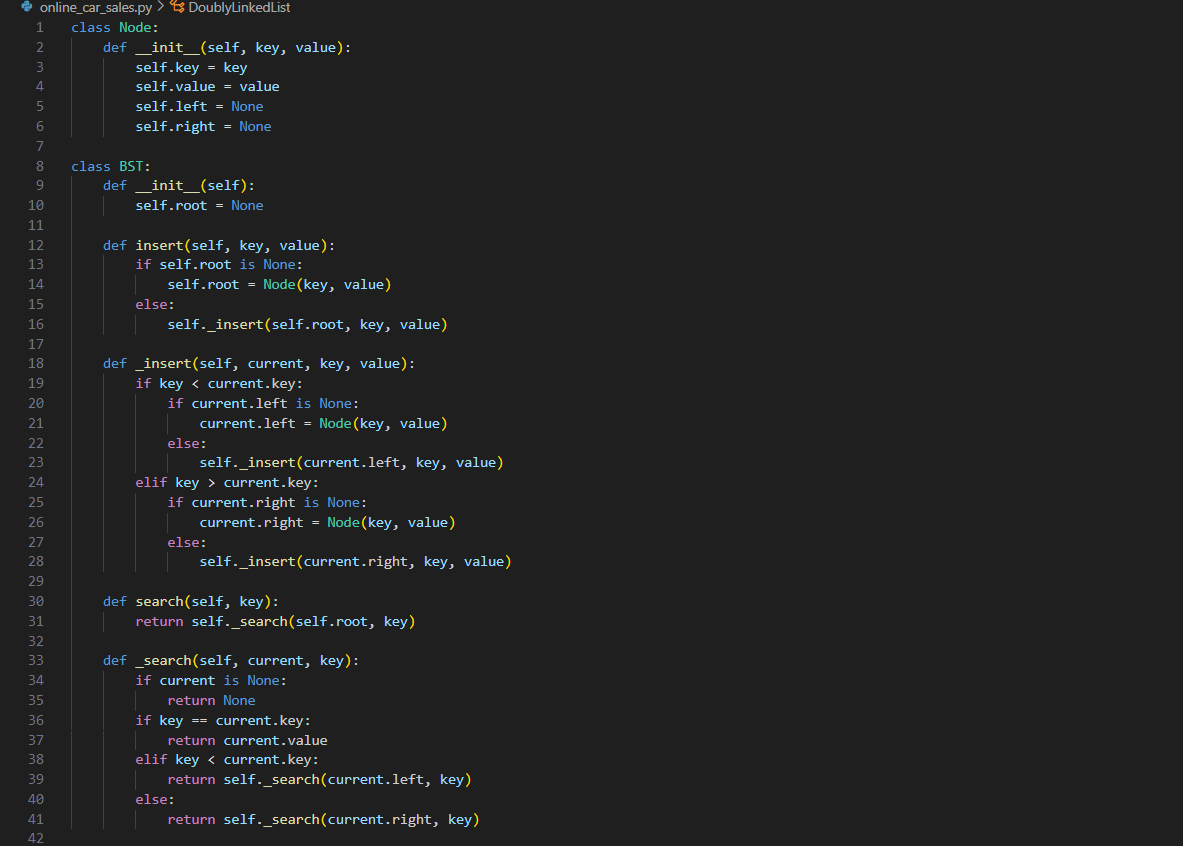 online_car_sales.py > DoublyLinkedList
1 class Node:
2     def __init__(self, key, value):
3         self.key = key
4         self.value = value
5         self.left = None
6         self.right = None
7
8 class BST:
9     def __init__(self):
10         self.root = None
11
12     def insert(self, key, value):
13         if self.root is None:
14             self.root = Node(key, value)
15         else:
16             self._insert(self.root, key, value)
17
18     def _insert(self, current, key, value):
19         if key < current.key:
20             if current.left is None:
21                 current.left = Node(key, value)
22             else:
23                 self._insert(current.left, key, value)
24         elif key > current.key:
25             if current.right is None:
26                 current.right = Node(key, value)
27             else:
28                 self._insert(current.right, key, value)
29
30     def search(self, key):
31         return self._search(self.root, key)
32
33     def _search(self, current, key):
34         if current is None:
35             return None
36         if key == current.key:
37             return current.value
38         elif key < current.key:
39             return self._search(current.left, key)
40         else:
41             return self._search(current.right, key)
42